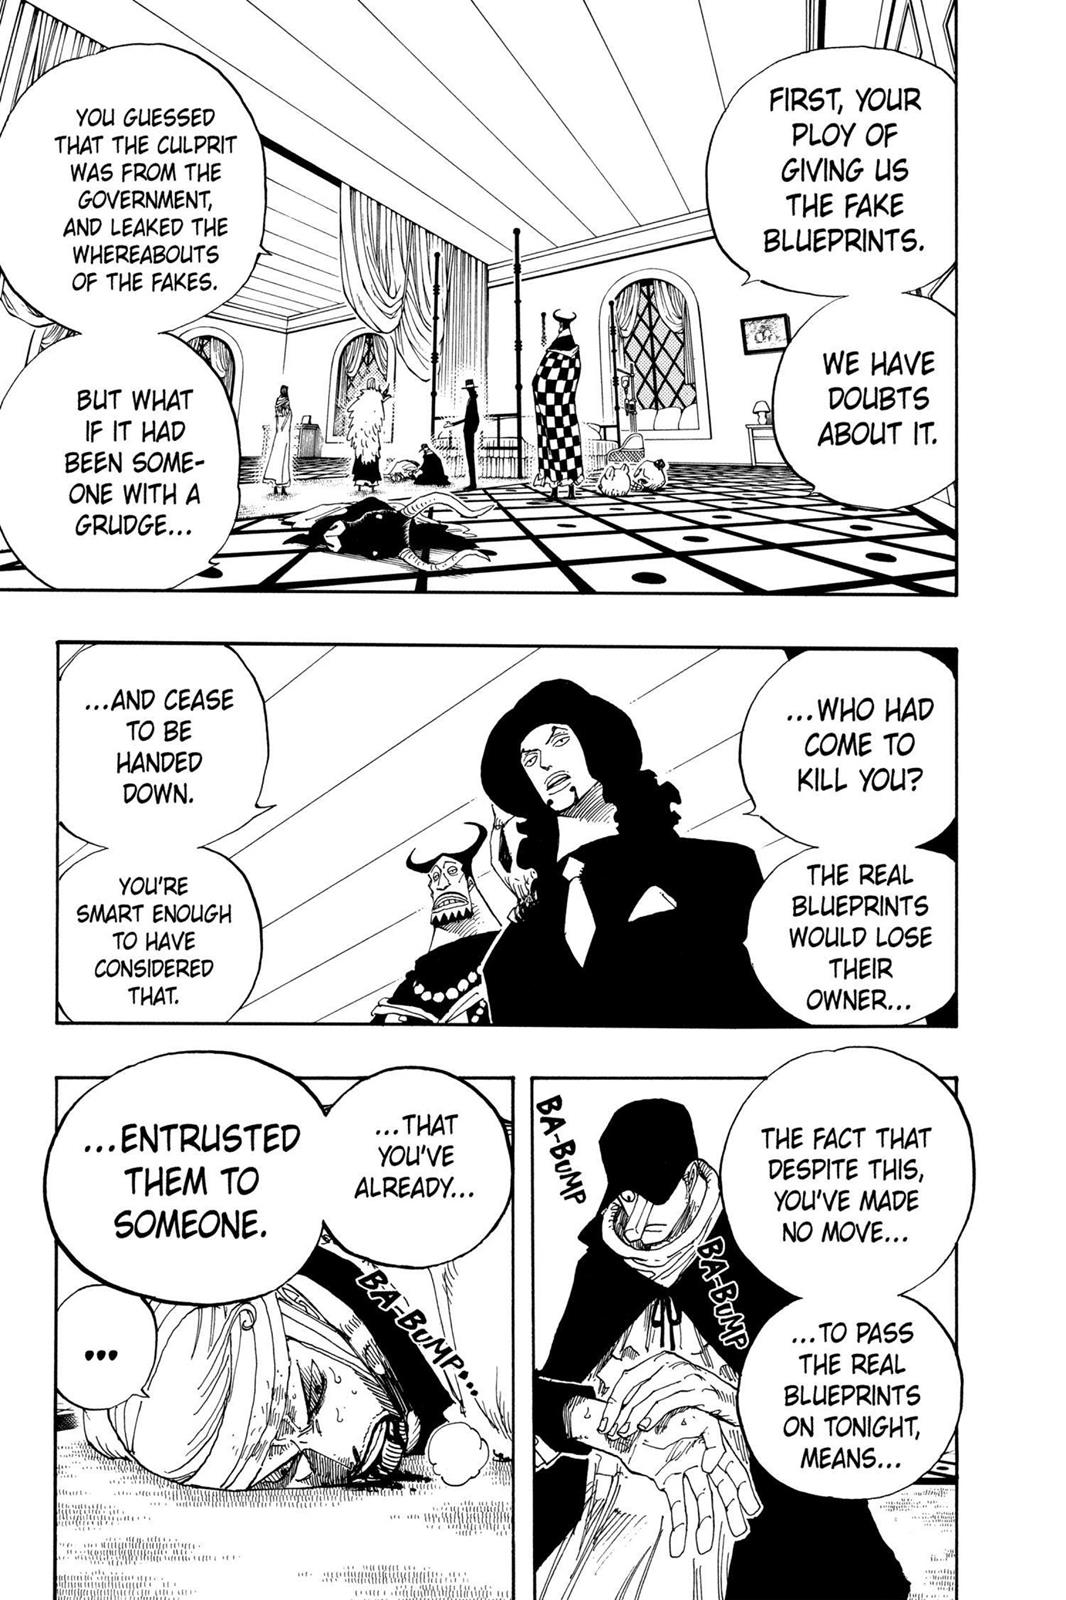 FIRST, YOUR
PLOY OF
GIVING US
THE FAKE
BLUEPRINTS.
WE HAVE
DOUBTS
ABOUT IT.
YOU GUESSED
THAT THE CULPRIT
WAS FROM THE
GOVERNMENT,
AND LEAKED THE
WHEREABOUTS
OF THE FAKES.
BUT WHAT
IF IT HAD
BEEN SOME-
ONE WITH A
GRUDGE...
...WHO HAD
COME TO
KILL YOU?
THE REAL
BLUEPRINTS
WOULD LOSE
THEIR
OWNER...
...AND CEASE
TO BE
HANDED
DOWN.
YOU'RE
SMART ENOUGH
TO HAVE
CONSIDERED
THAT.
THE FACT THAT
DESPITE THIS,
YOU'VE MADE
NO MOVE...
...TO PASS
THE REAL
BLUEPRINTS
ON TONIGHT,
MEANS...
BA-BUMP
BA-BUMP
...THAT
YOU'VE
ALREADY...
...ENTRUSTED
THEM TO
SOMEONE.
BA-BUMP...
...